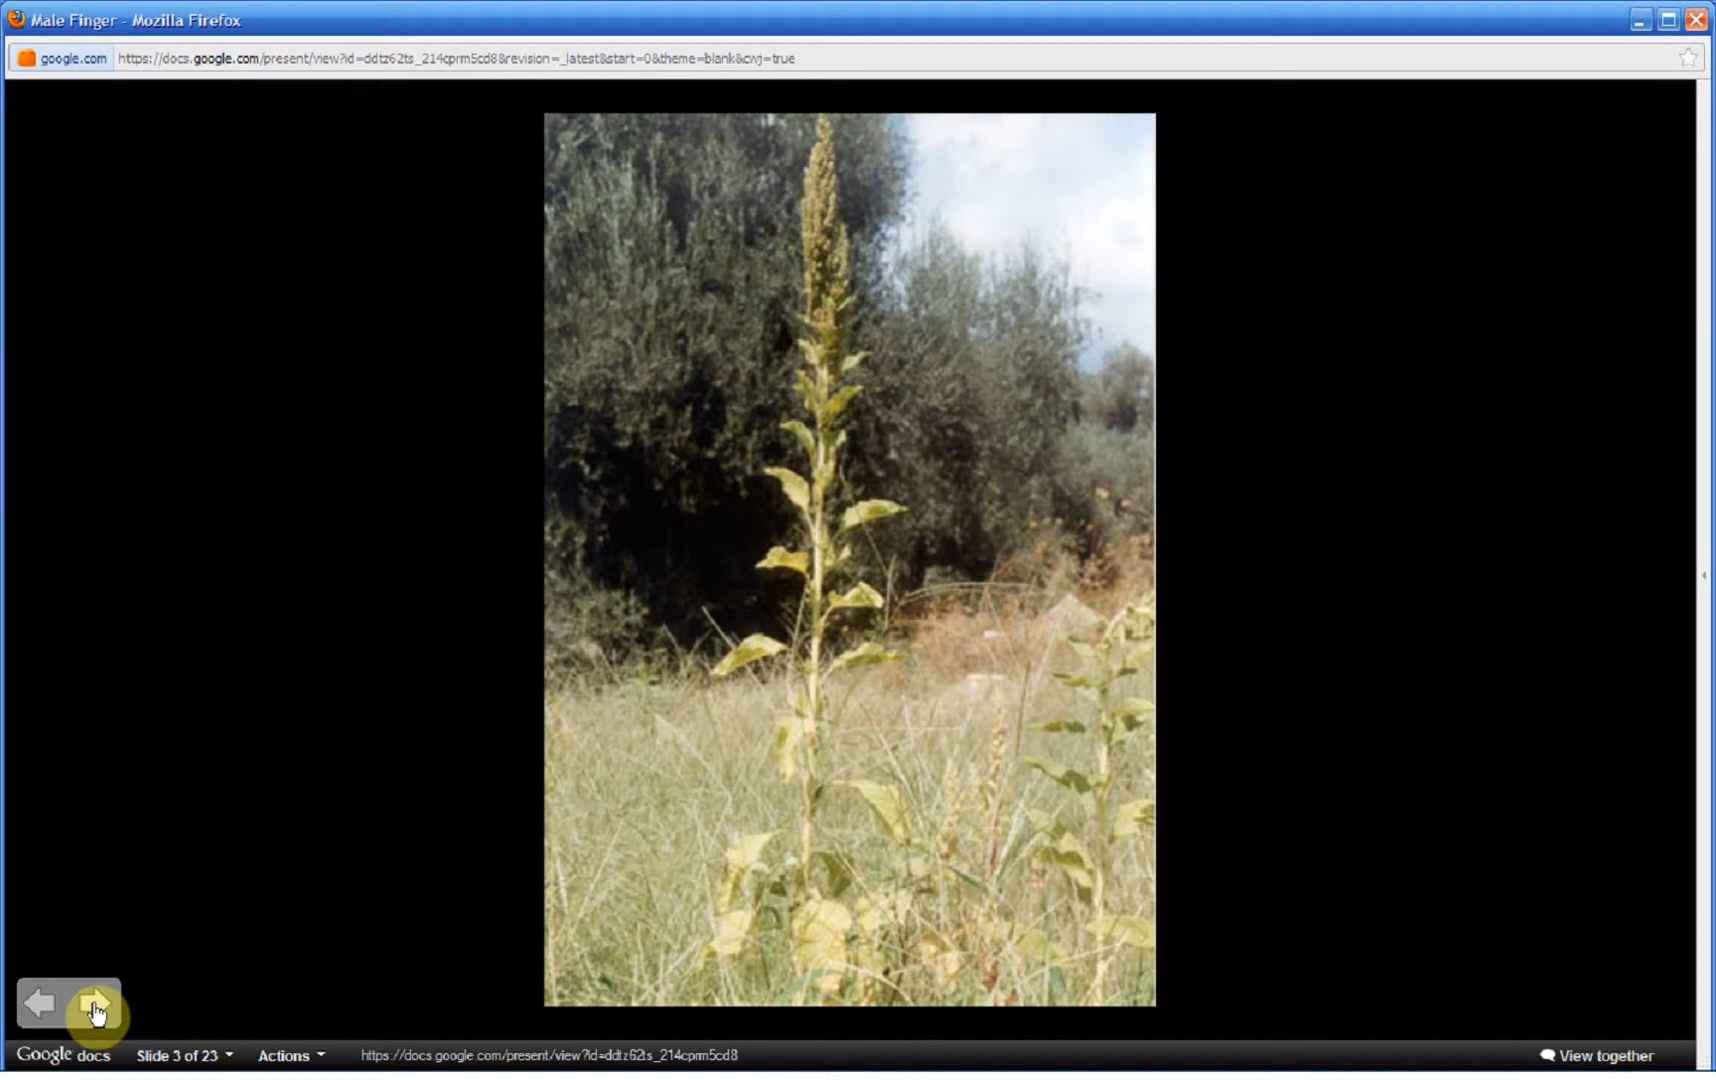 Male Finger - Mozilla Firefox
google.com https://docs.google.com/present/view?id=ddtz62ts_214cprm5cd8&revision=_latest&start=0&theme=blank&cwj=true
Google docs Slide 3 of 23 Actions https://docs.google.com/present/view?id=ddtz62ts_214cprm5cd8 View together